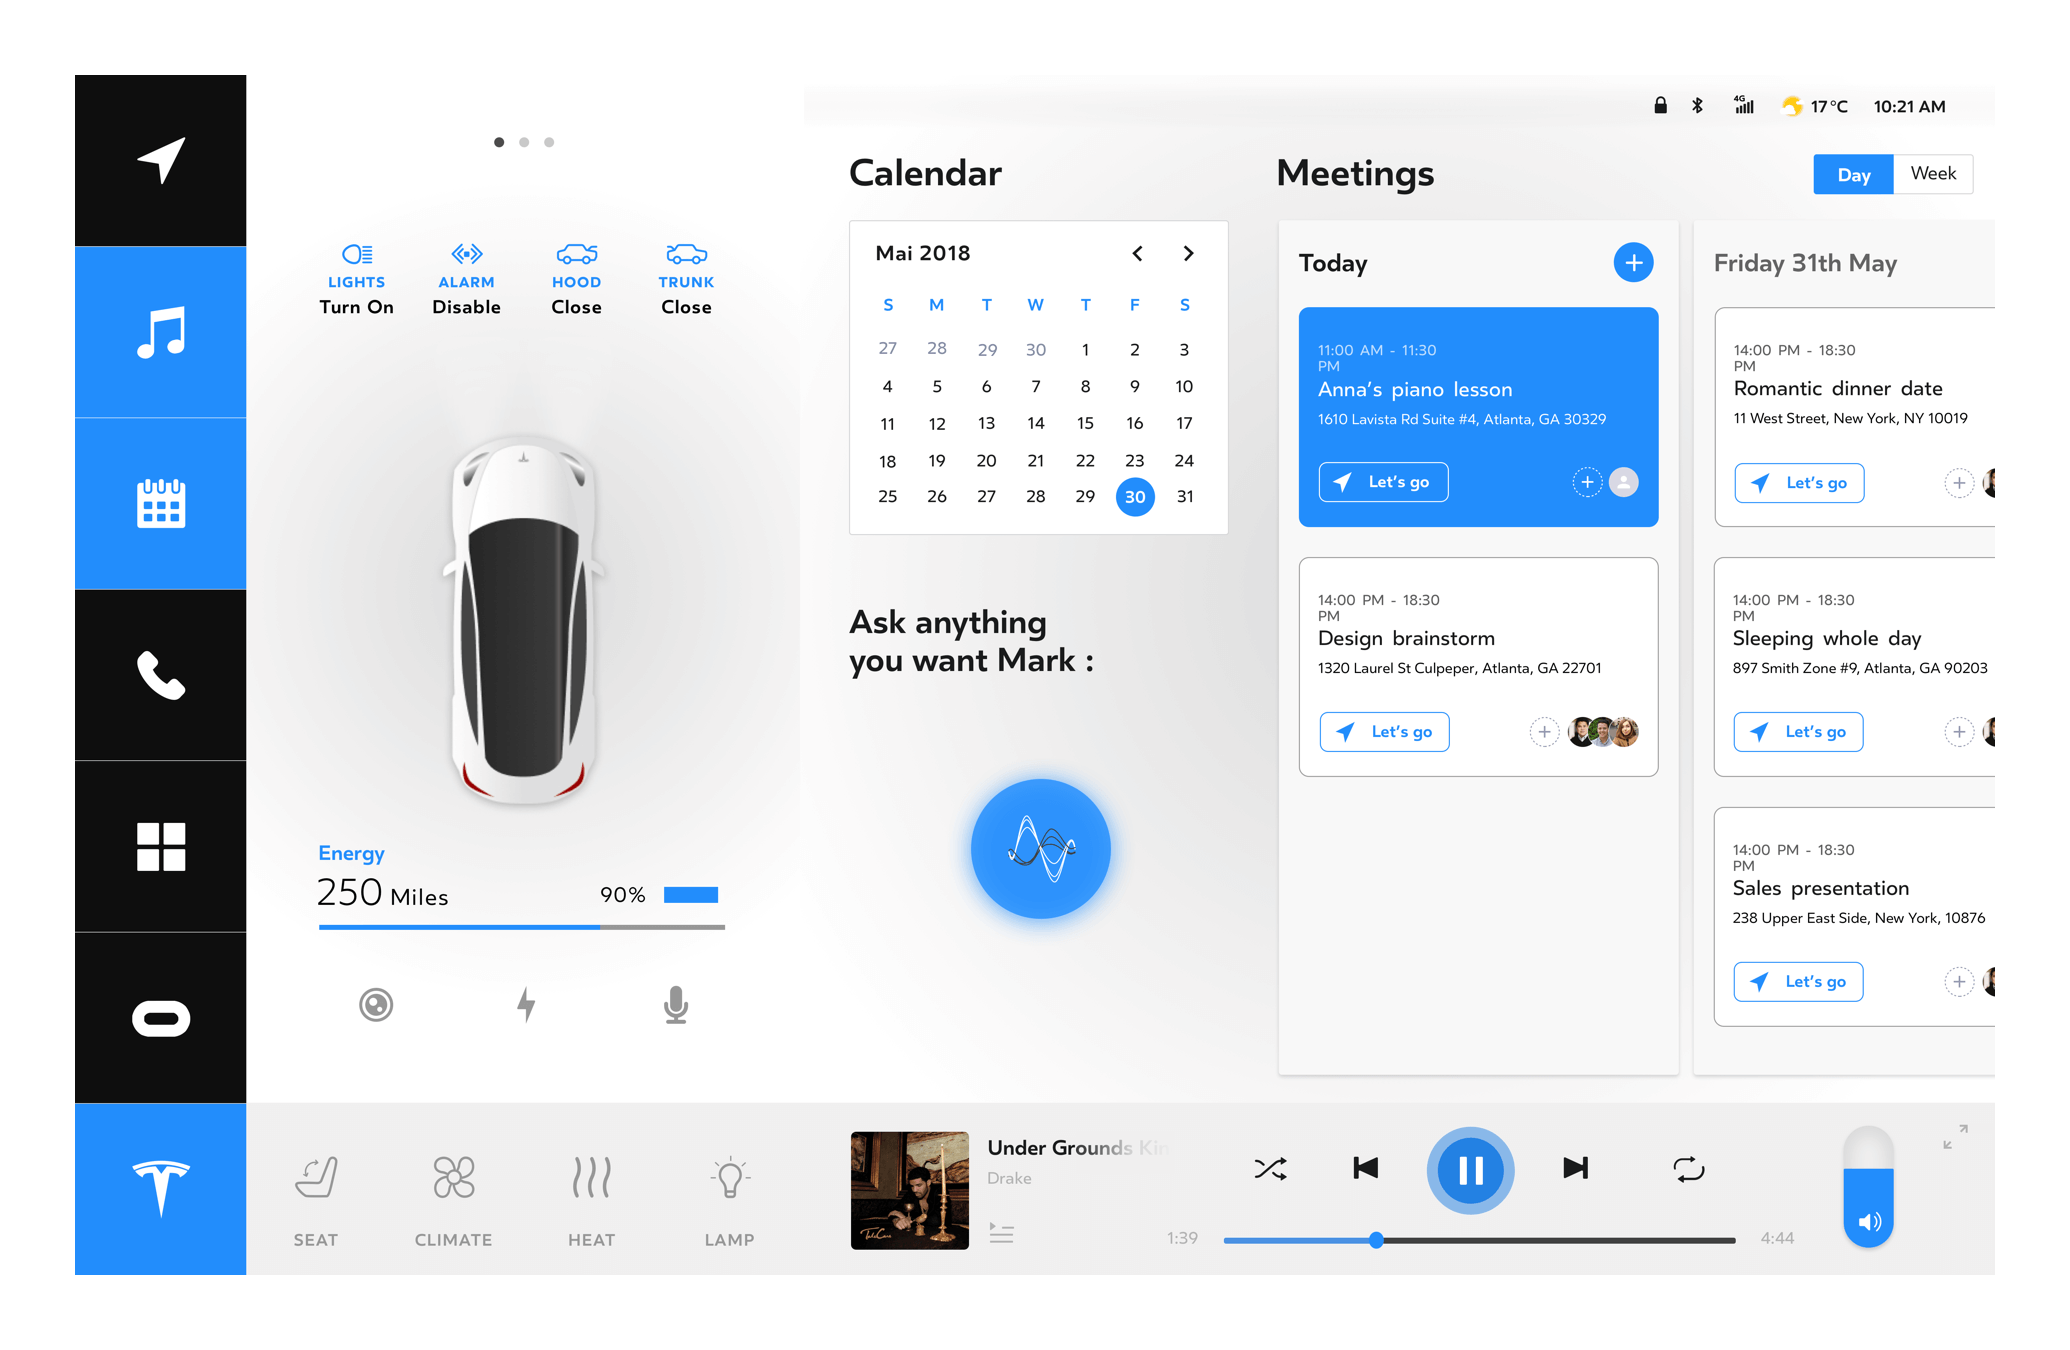 4G
17°C
10:21 AM
LIGHTS
Turn On
ALARM
Disable
HOOD
Close
TRUNK
Close
Energy
250 Miles
90%
Calendar
Mai 2018
S M T W T F S
27 28 29 30 1 2 3
4 5 6 7 8 9 10
11 12 13 14 15 16 17
18 19 20 21 22 23 24
25 26 27 28 29 30 31
Ask anything
you want Mark :
Meetings
Day
Week
Today
11:00 AM - 11:30
PM
Anna's piano lesson
1610 Lavista Rd Suite #4, Atlanta, GA 30329
Let's go
14:00 PM - 18:30
PM
Design brainstorm
1320 Laurel St Culpeper, Atlanta, GA 22701
Let's go
Friday 31th May
14:00 PM - 18:30
PM
Romantic dinner date
11 West Street, New York, NY 10019
Let's go
14:00 PM - 18:30
PM
Sleeping whole day
897 Smith Zone #9, Atlanta, GA 90203
Let's go
14:00 PM - 18:30
PM
Sales presentation
238 Upper East Side, New York, 10876
Let's go
SEAT
CLIMATE
HEAT
LAMP
Take Care
Under Grounds Kin
Drake
1:39
4:44